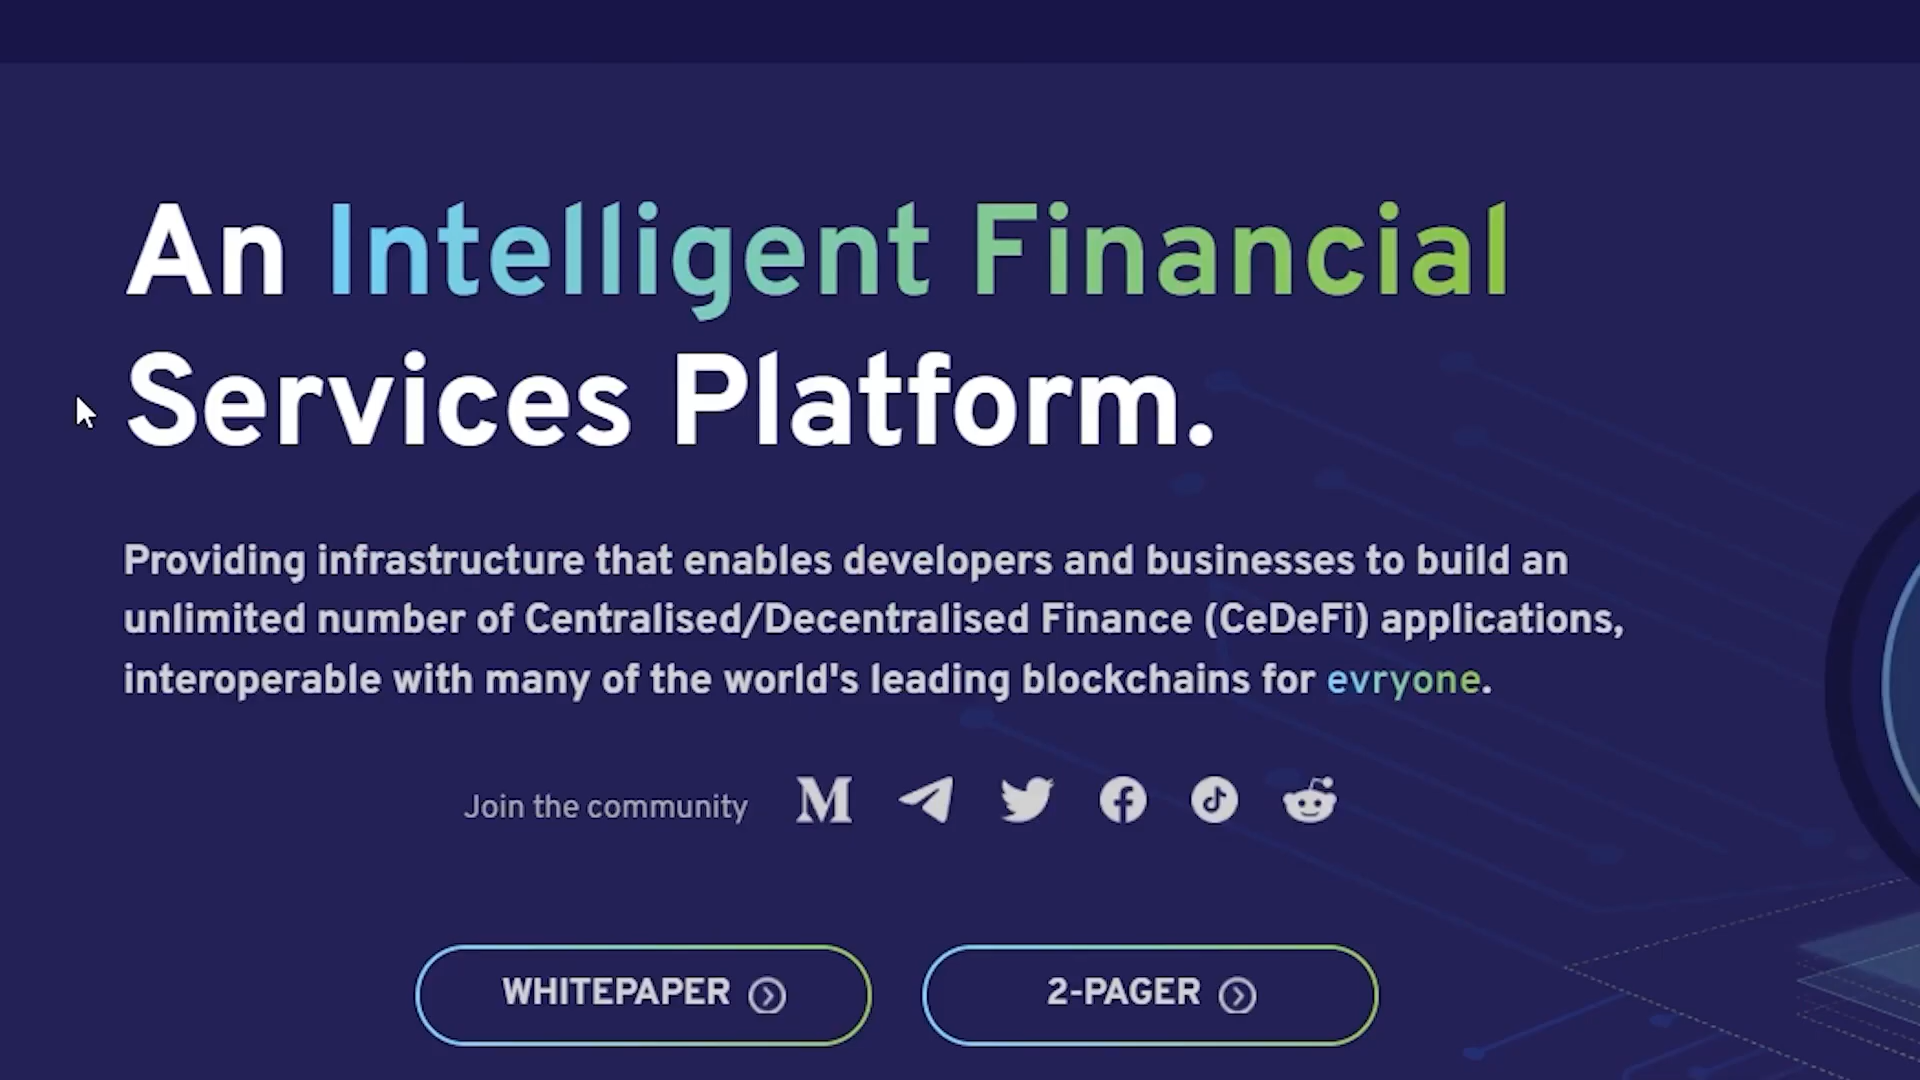 An Intelligent Financial
Services Platform.
Providing infrastructure that enables developers and businesses to build an
unlimited number of Centralised/Decentralised Finance (CeDeFi) applications,
interoperable with many of the world's leading blockchains for evryone.
Join the community
WHITEPAPER
2-PAGER